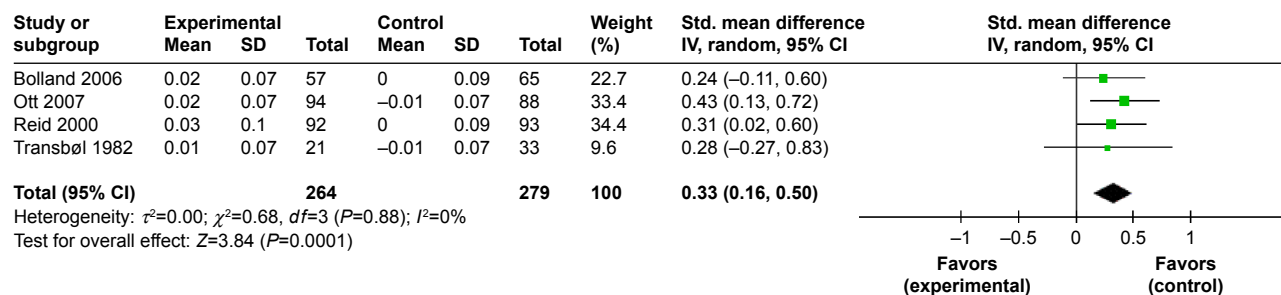 Study or Experimental Control Weight Std. mean difference Std. mean difference
subgroup Mean SD Total Mean SD Total (%) IV, random, 95% CI IV, random, 95% CI
Bolland 2006 0.02 0.07 57 0 0.09 65 22.7 0.24 (–0.11, 0.60)
Ott 2007 0.02 0.07 94 –0.01 0.07 88 33.4 0.43 (0.13, 0.72)
Reid 2000 0.03 0.1 92 0 0.09 93 34.4 0.31 (0.02, 0.60)
Transbøl 1982 0.01 0.07 21 –0.01 0.07 33 9.6 0.28 (–0.27, 0.83)
Total (95% CI) 264 279 100 0.33 (0.16, 0.50)
Heterogeneity: τ²=0.00; χ²=0.68, df=3 (P=0.88); I²=0%
Test for overall effect: Z=3.84 (P=0.0001)
–1 –0.5 0 0.5 1
Favors Favors
(experimental) (control)